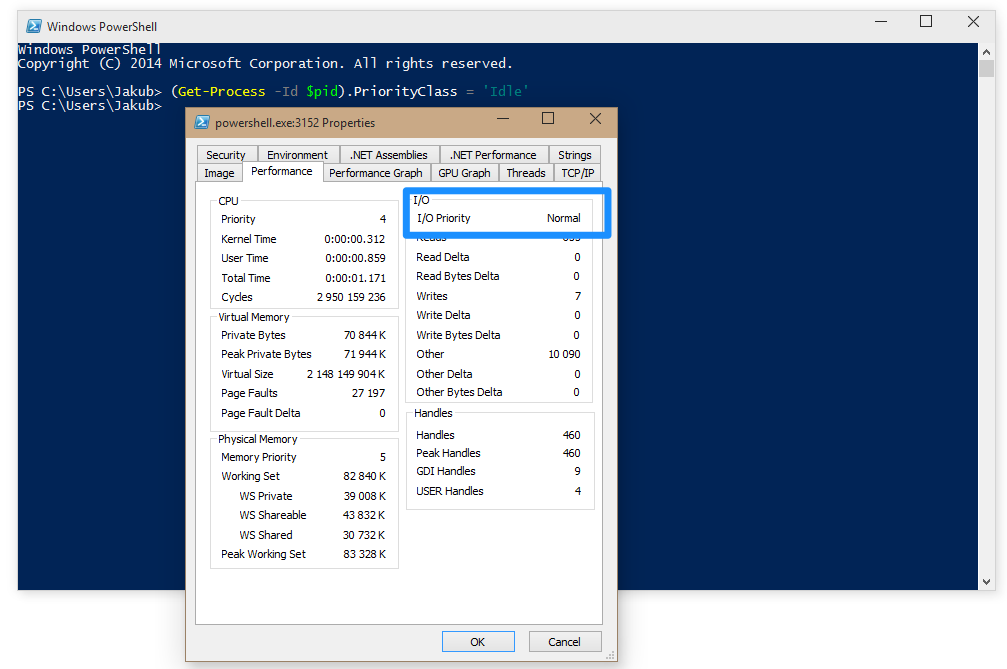 Windows PowerShell
Windows PowerShell
Copyright (C) 2014 Microsoft Corporation. All rights reserved.
PS C:\Users\Jakub> (Get-Process -Id $pid).PriorityClass = 'Idle'
PS C:\Users\Jakub>
powershell.exe:3152 Properties
Security Environment .NET Assemblies .NET Performance Strings
Image Performance Performance Graph GPU Graph Threads TCP/IP
CPU
Priority 4
Kernel Time 0:00:00.312
User Time 0:00:00.859
Total Time 0:00:01.171
Cycles 2 950 159 236
Virtual Memory
Private Bytes 70 844 K
Peak Private Bytes 71 944 K
Virtual Size 2 148 149 904 K
Page Faults 27 197
Page Fault Delta 0
Physical Memory
Memory Priority 5
Working Set 82 840 K
WS Private 39 008 K
WS Shareable 43 832 K
WS Shared 30 732 K
Peak Working Set 83 328 K
I/O
I/O Priority Normal
Reads
Read Delta 0
Read Bytes Delta 0
Writes 7
Write Delta 0
Write Bytes Delta 0
Other 10 090
Other Delta 0
Other Bytes Delta 0
Handles
Handles 460
Peak Handles 460
GDI Handles 9
USER Handles 4
OK Cancel